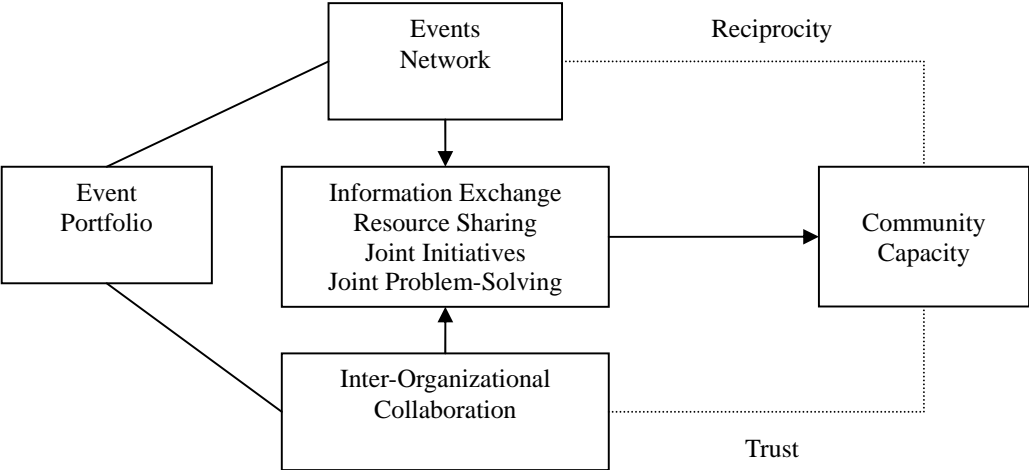 Events
Network
Reciprocity
Event
Portfolio
Information Exchange
Resource Sharing
Joint Initiatives
Joint Problem-Solving
Community
Capacity
Inter-Organizational
Collaboration
Trust